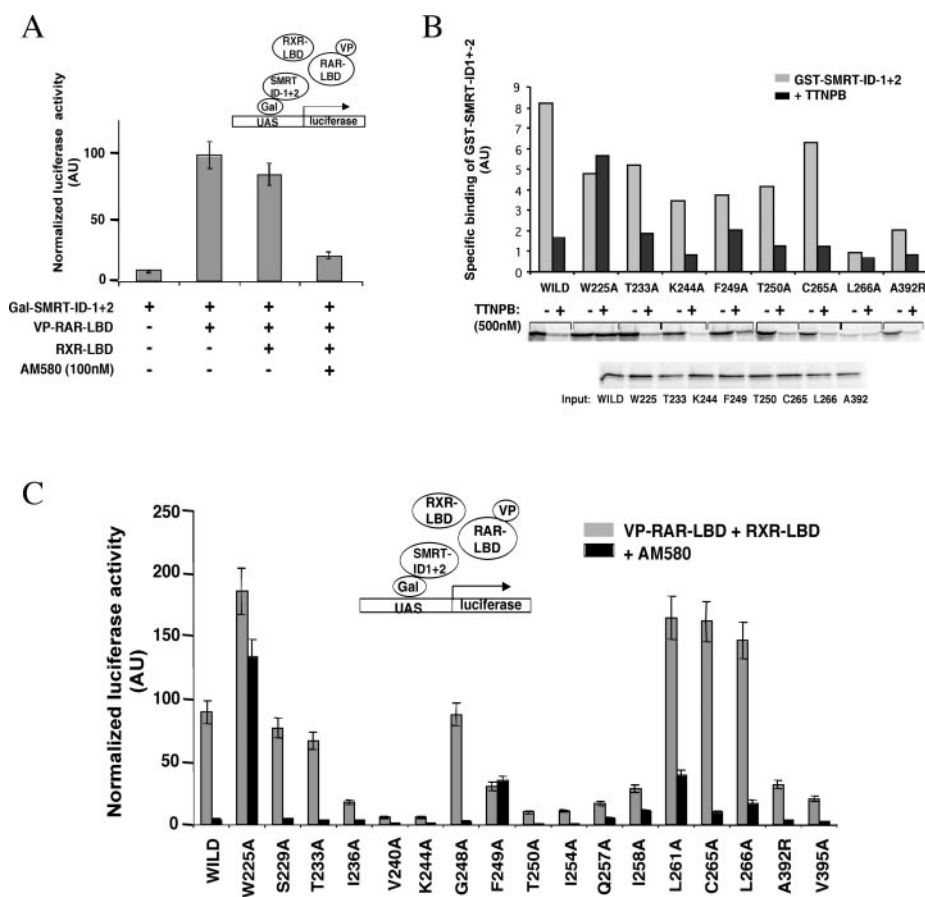 A
RXR-
LBD
VP
RAR-
LBD
SMRT
ID-1+2
Gal
UAS luciferase
Normalized luciferase activity
(AU)
100
50
0
Gal-SMRT-ID-1+2 + + + +
VP-RAR-LBD - + + +
RXR-LBD - - + +
AM580 (100nM) - - - +
B
GST-SMRT-ID-1+2
+ TTNPB
Specific binding of GST-SMRT-ID1+-2
(AU)
9
8
7
6
5
4
3
2
1
0
WILD W225A T233A K244A F249A T250A C265A L266A A392R
TTNPB: - + - + - + - + - + - + - + - + - +
(500nM)
Input: WILD W225 T233 K244 F249 T250 C265 L266 A392
C
RXR-
LBD
VP
RAR-
LBD
SMRT-
ID1+2
Gal
UAS luciferase
VP-RAR-LBD + RXR-LBD
+ AM580
Normalized luciferase activity
(AU)
250
200
150
100
50
0
WILD
W225A
S229A
T233A
I236A
V240A
K244A
G248A
F249A
T250A
I254A
Q257A
I258A
L261A
C265A
L266A
A392R
V395A